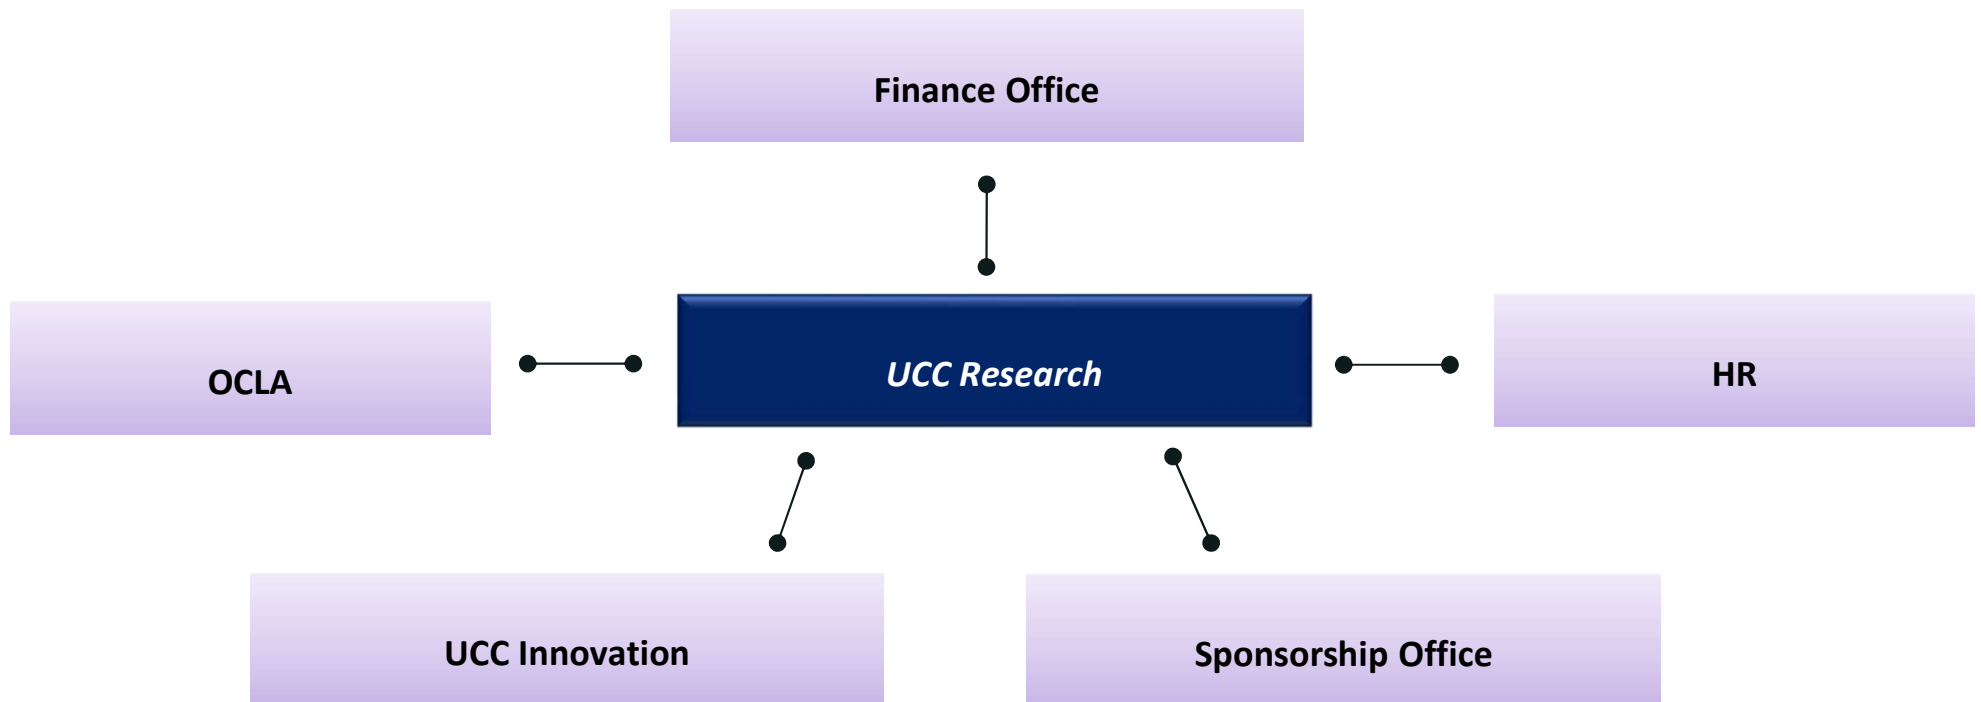 Finance Office
OCLA
UCC Research
HR
UCC Innovation
Sponsorship Office